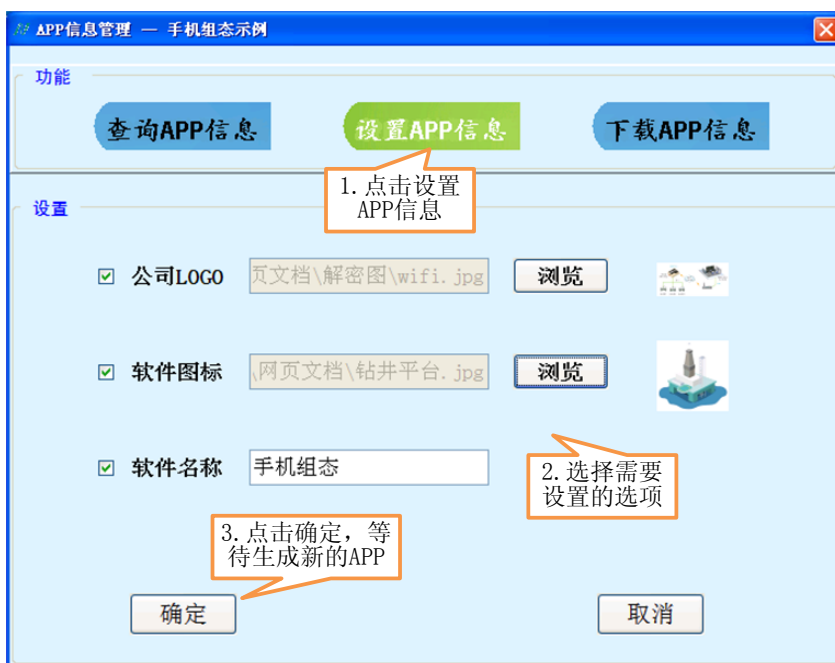 APP信息管理 — 手机组态示例
功能
查询APP信息
设置APP信息
下载APP信息
1.点击设置
APP信息
设置
公司LOGO
页文档\解密图\wifi.jpg
浏览
软件图标
\网页文档\钻井平台.jpg
浏览
软件名称
手机组态
2.选择需要
设置的选项
3.点击确定，等
待生成新的APP
确定
取消